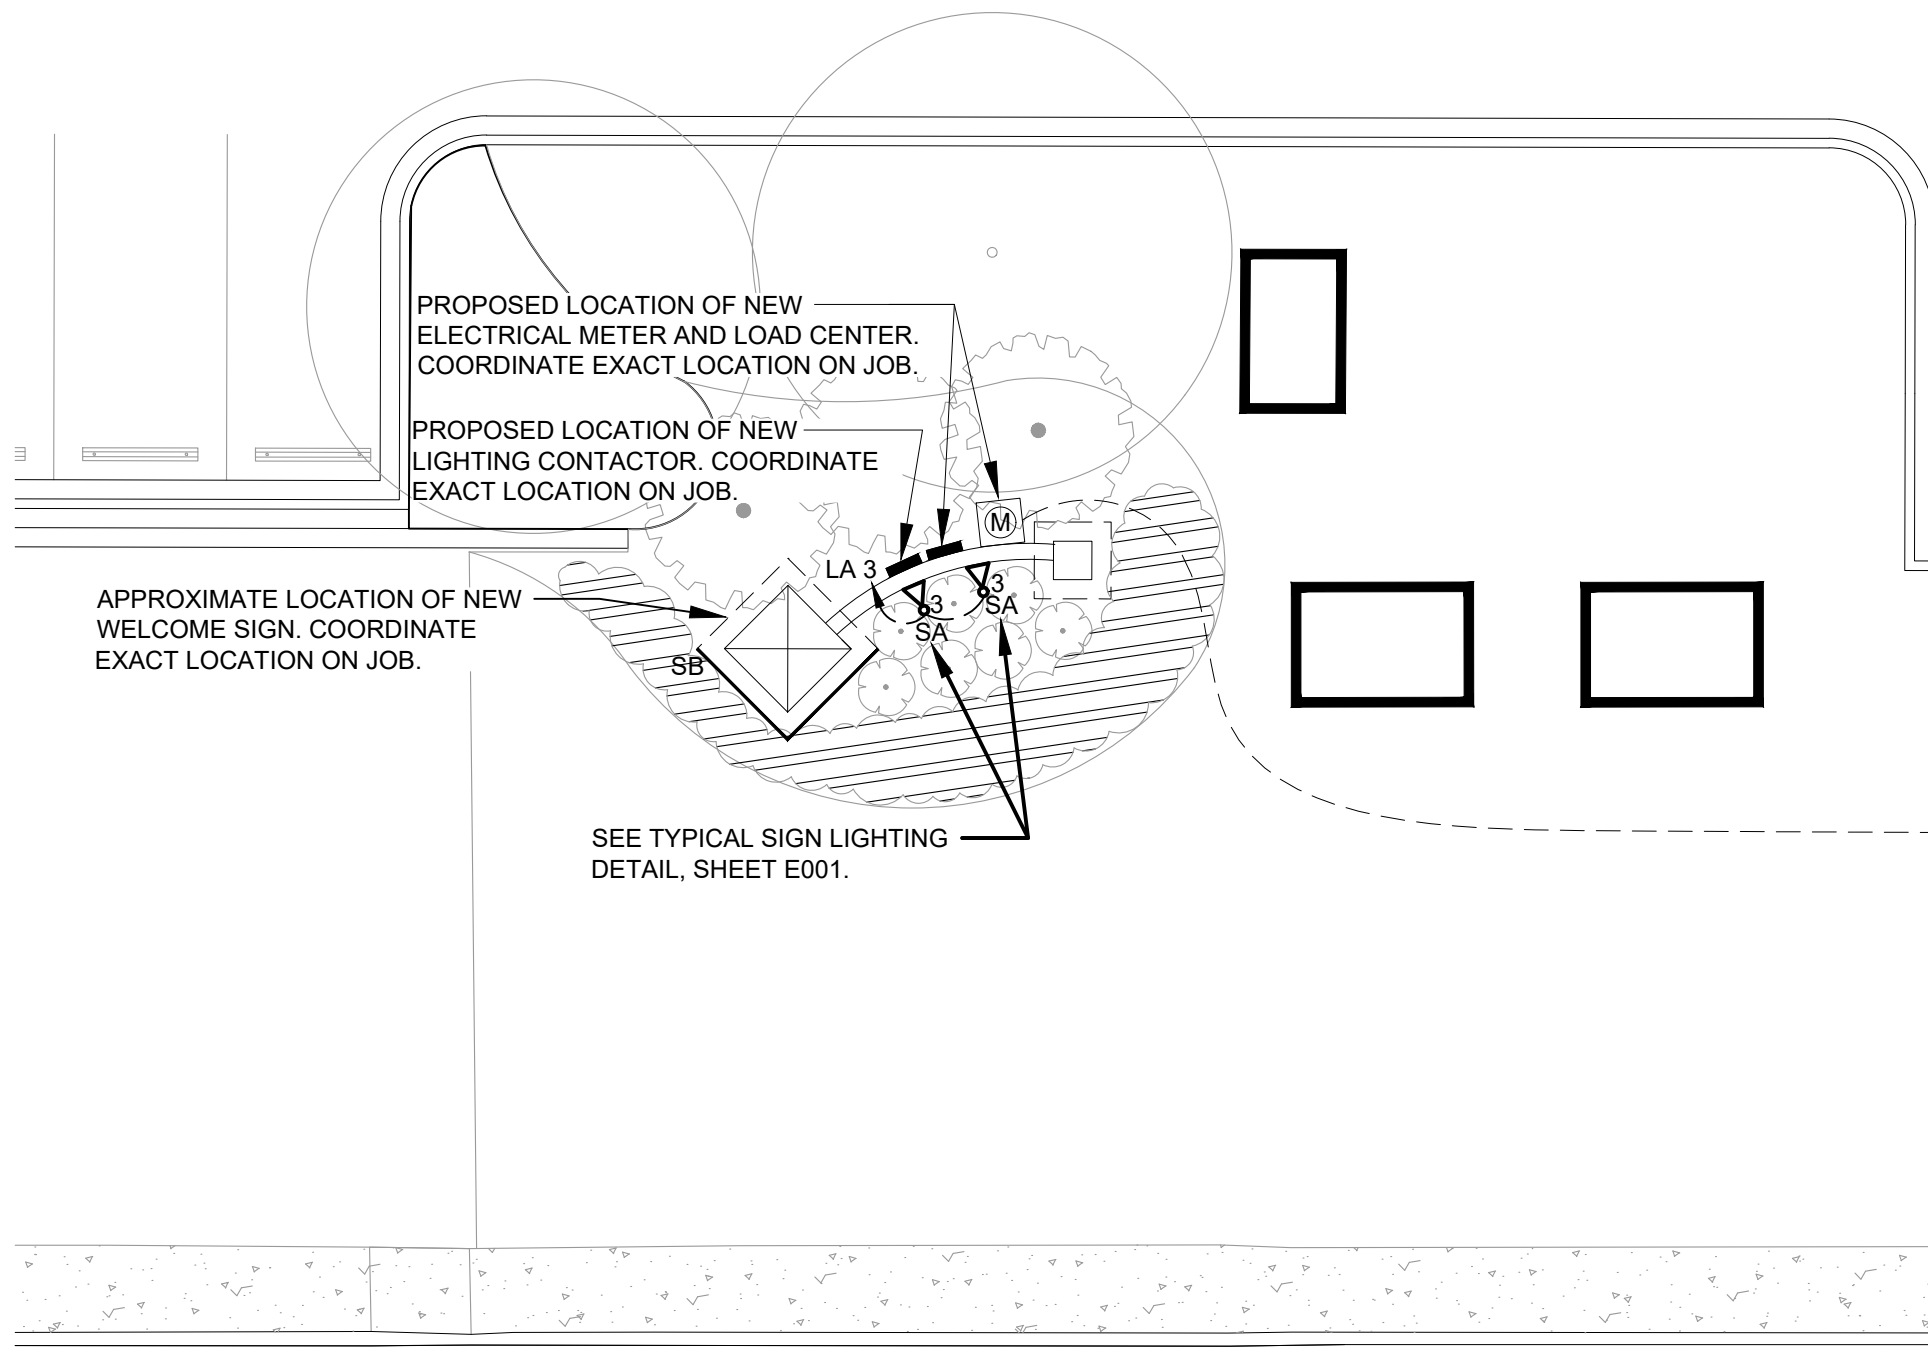 PROPOSED LOCATION OF NEW
ELECTRICAL METER AND LOAD CENTER.
COORDINATE EXACT LOCATION ON JOB.
PROPOSED LOCATION OF NEW
LIGHTING CONTACTOR. COORDINATE
EXACT LOCATION ON JOB.
M
LA 3
3
SA
3
SA
APPROXIMATE LOCATION OF NEW
WELCOME SIGN. COORDINATE
EXACT LOCATION ON JOB.
SB
SEE TYPICAL SIGN LIGHTING
DETAIL, SHEET E001.